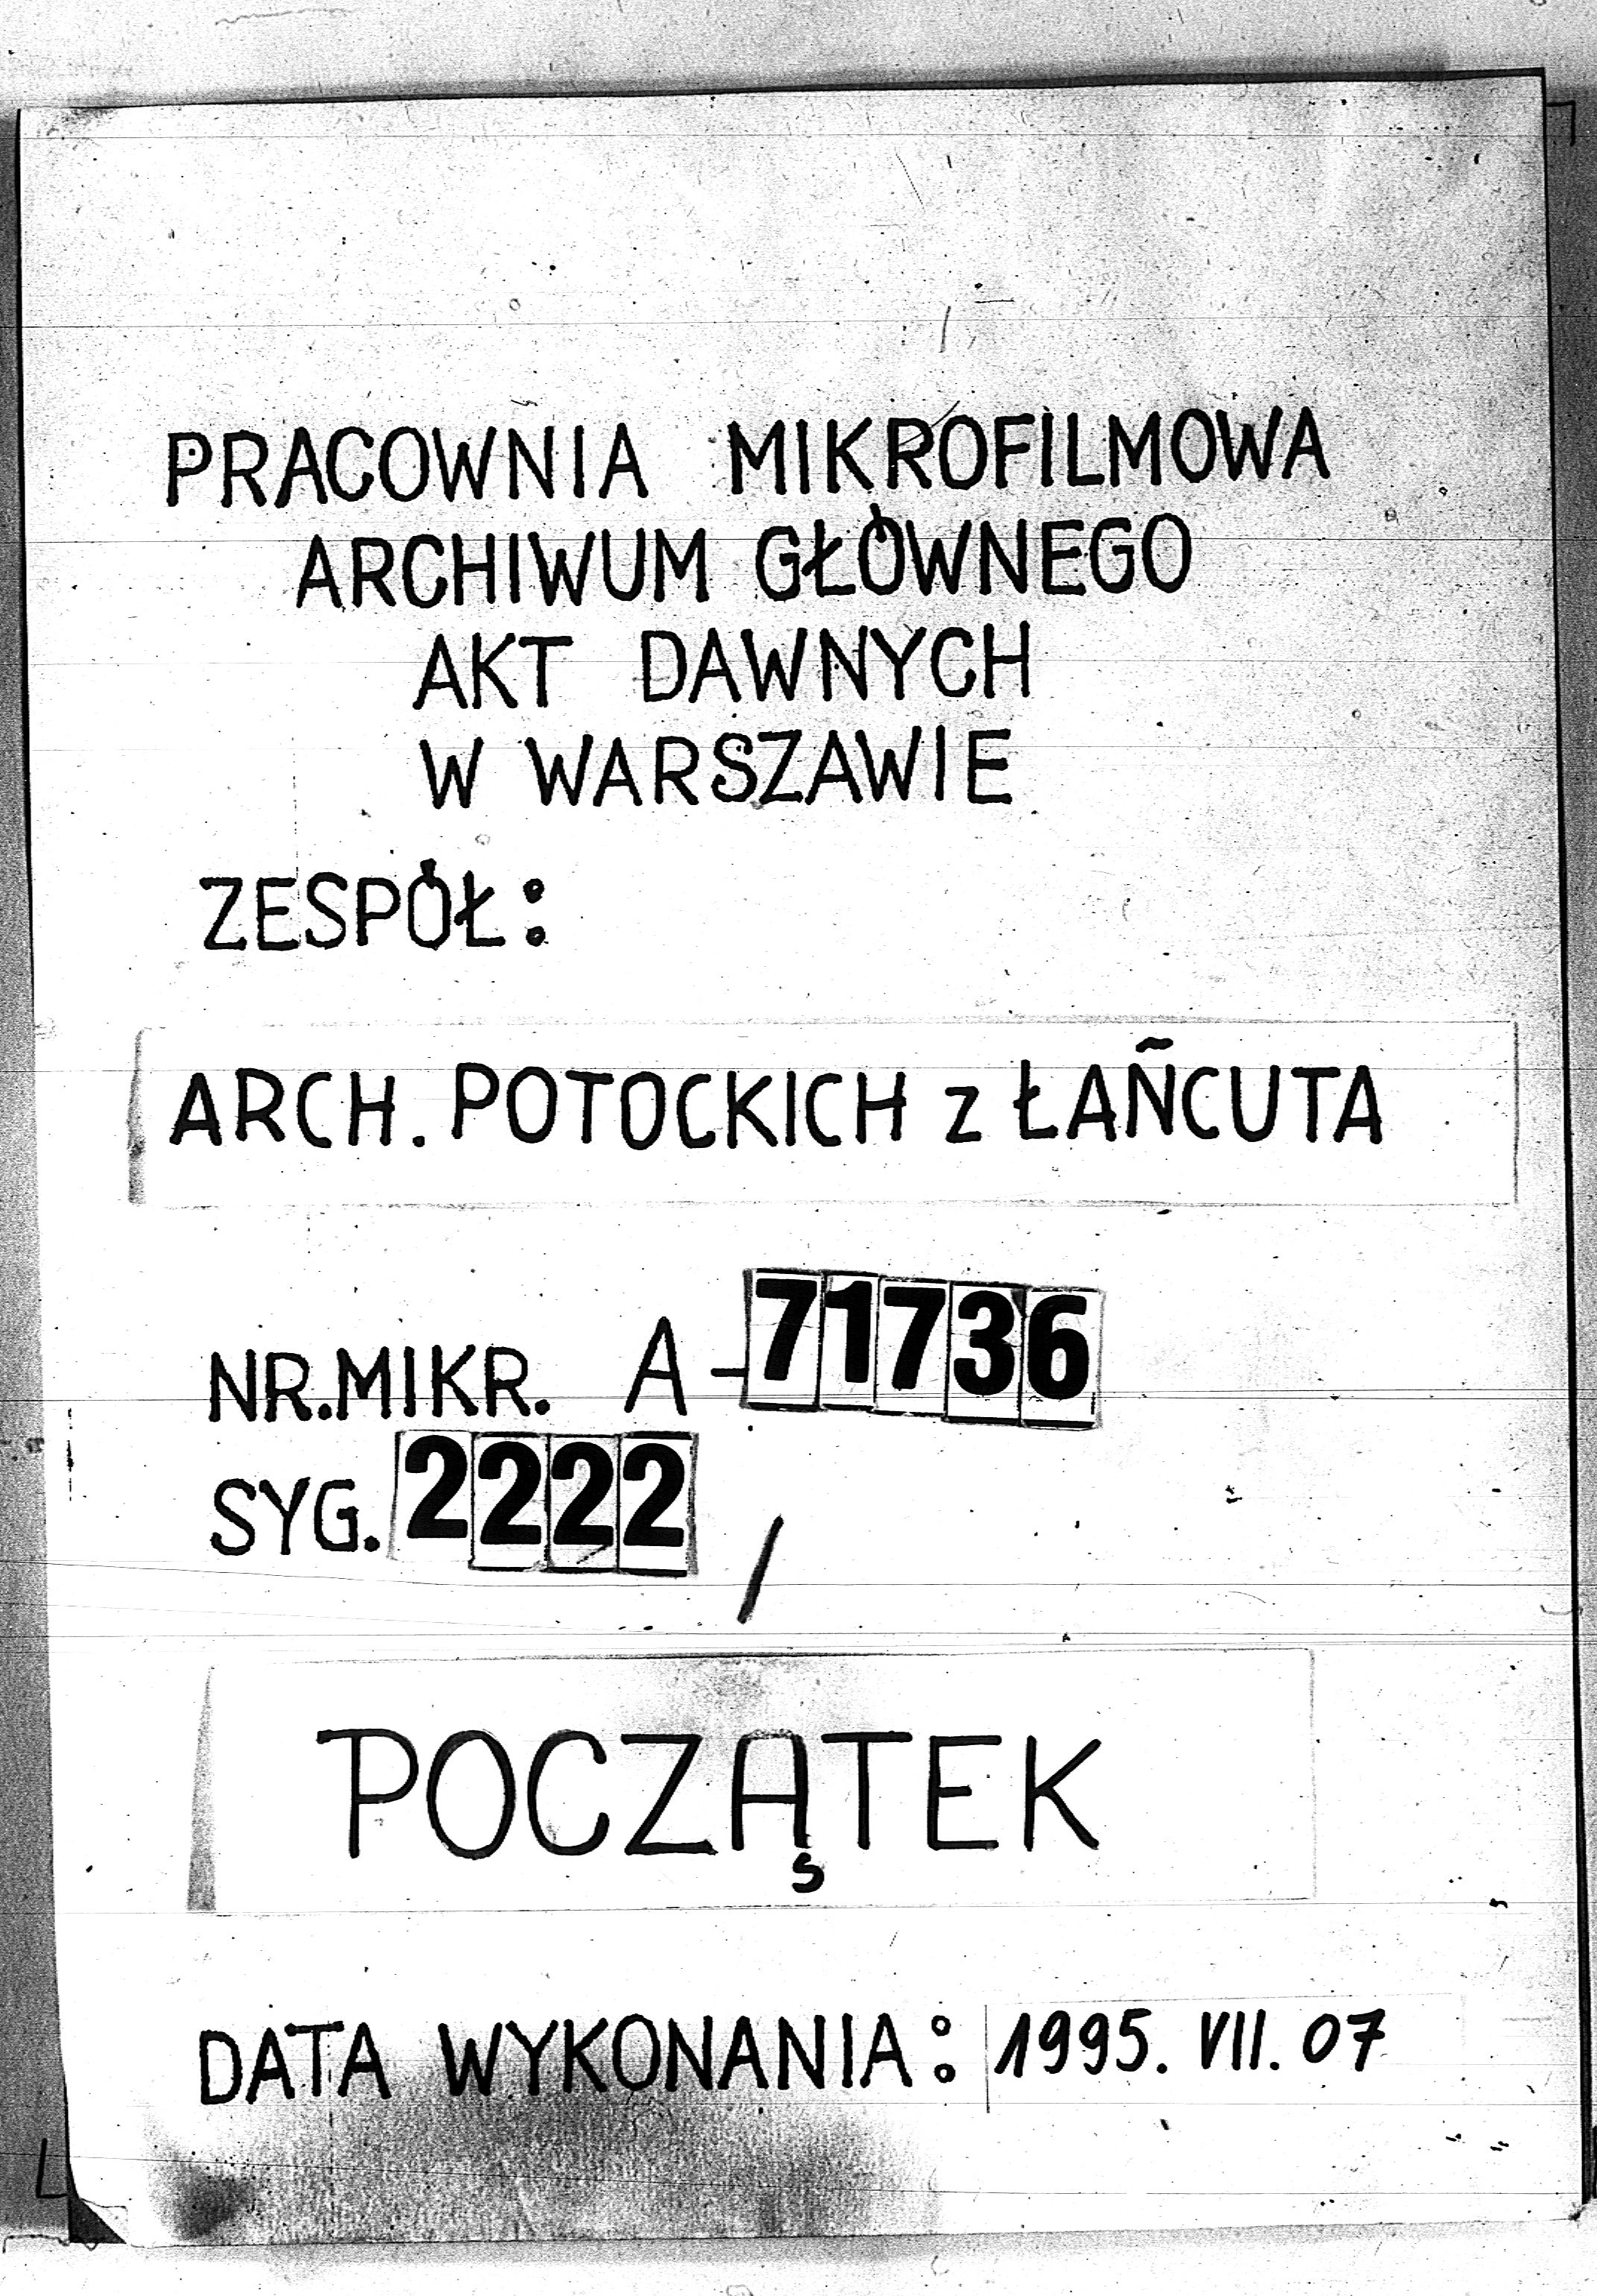 PRACOWNIA MIKROFILMOWA
ARCHIWUM GŁÓWNEGO
AKT DAWNYCH
W WARSZAWIE
ZESPÓŁ:
ARCH. POTOCKICH z ŁAŃCUTA
NR.MIKR. A-71736
SYG. 2222 /
POCZĄTEK
DATA WYKONANIA: 1995. VII. 07